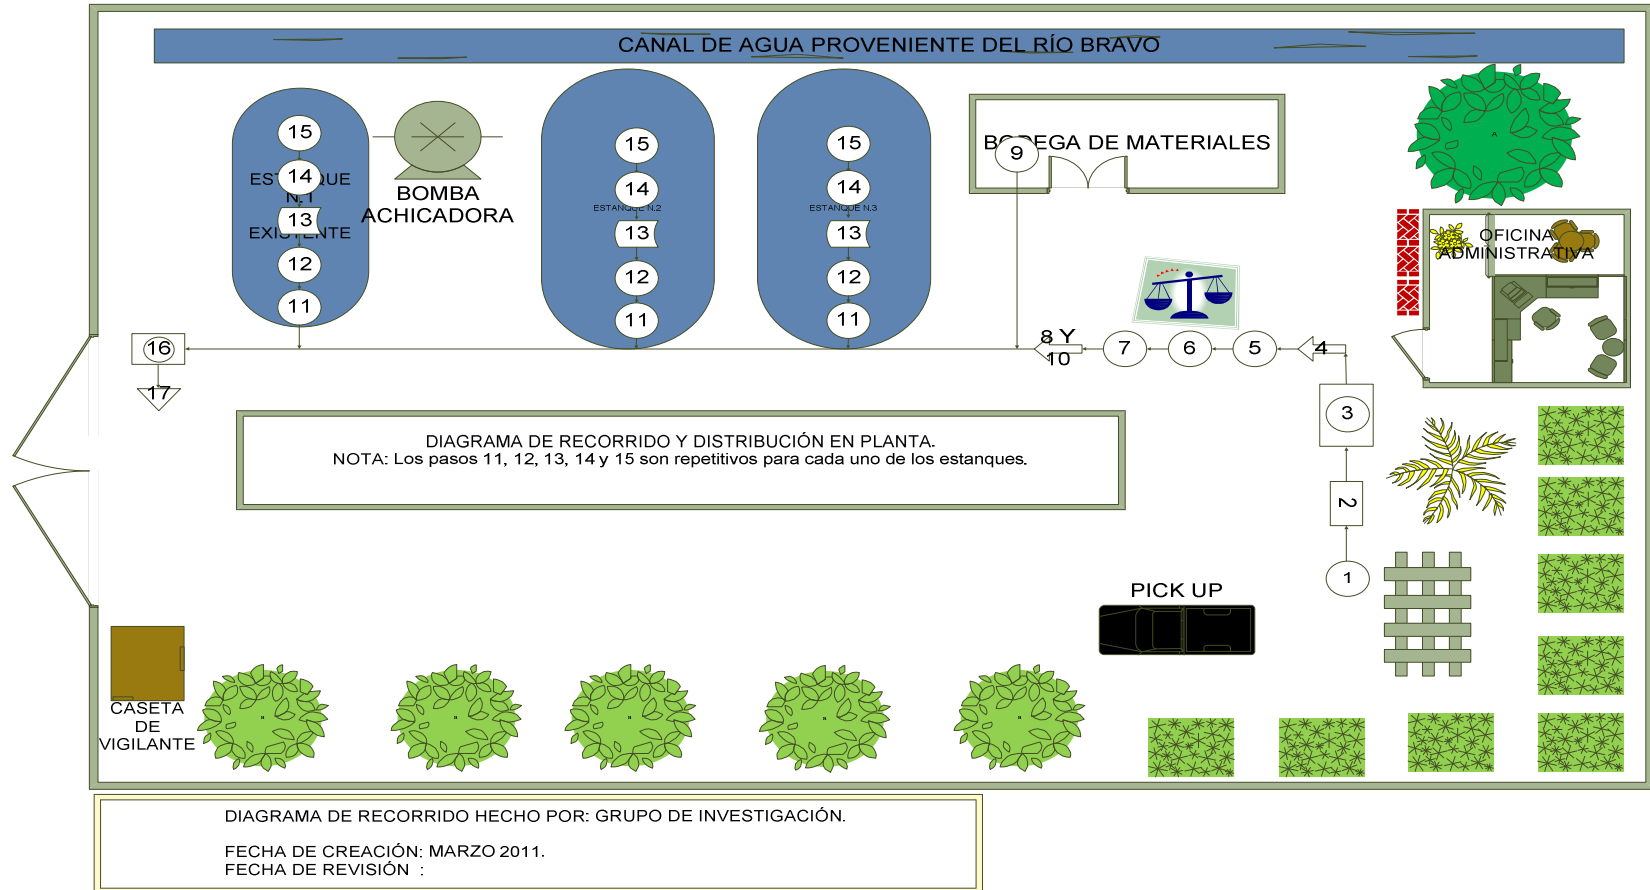 CANAL DE AGUA PROVENIENTE DEL RÍO BRAVO
15
14
ESTANQUE
N.1
13
EXISTENTE
12
11
BOMBA
ACHICADORA
15
14
ESTANQUE N.2
13
12
11
15
14
ESTANQUE N.3
13
12
11
BODEGA DE MATERIALES
9
A
OFICINA
ADMINISTRATIVA
16
17
8 Y
10
7
6
5
4
3
2
1
DIAGRAMA DE RECORRIDO Y DISTRIBUCIÓN EN PLANTA.
NOTA: Los pasos 11, 12, 13, 14 y 15 son repetitivos para cada uno de los estanques.
PICK UP
CASETA
DE
VIGILANTE
DIAGRAMA DE RECORRIDO HECHO POR: GRUPO DE INVESTIGACIÓN.
FECHA DE CREACIÓN: MARZO 2011.
FECHA DE REVISIÓN :